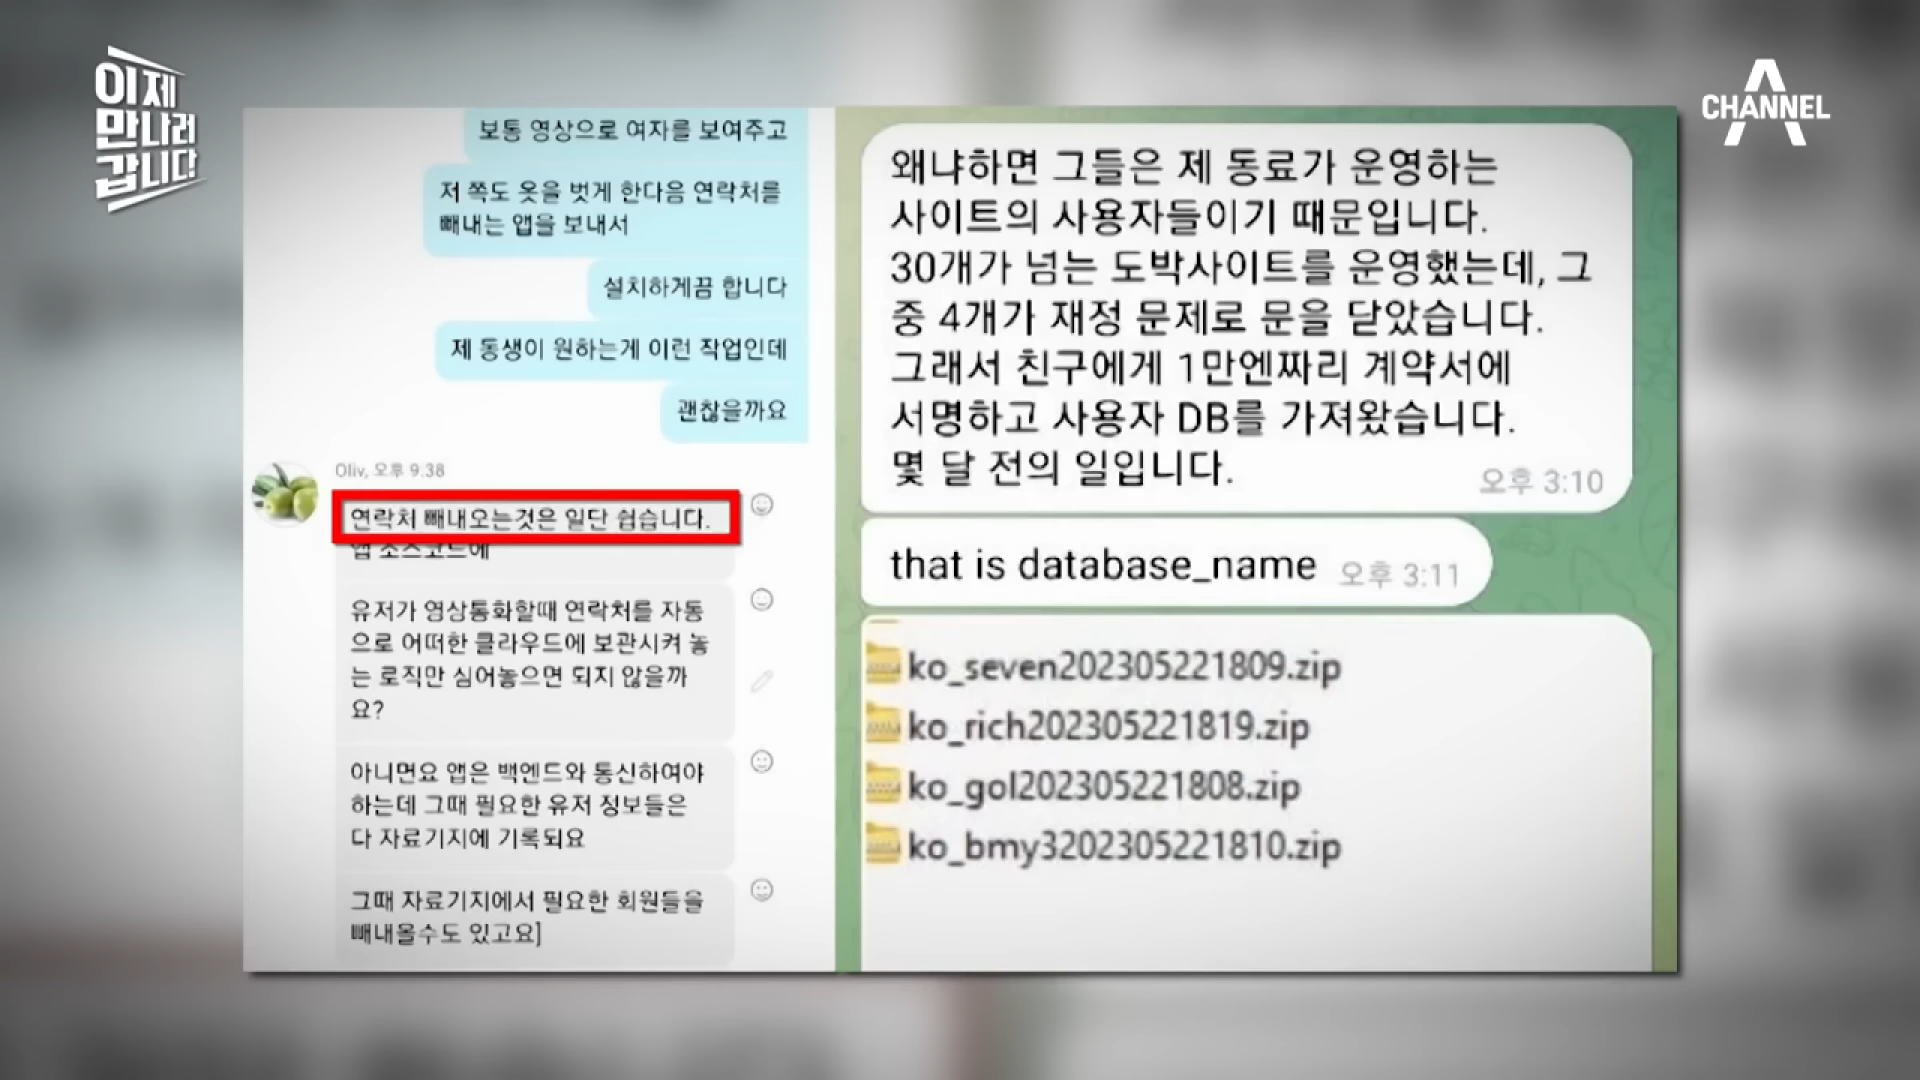 이제
만나러
갑니다
CHANNEL A
보통 영상으로 여자를 보여주고
저 쪽도 옷을 벗게 한다음 연락처를
빼내는 앱을 보내서
설치하게끔 합니다
제 동생이 원하는게 이런 작업인데
괜찮을까요
Oliv, 오후 9.38
연락처 빼내오는것은 일단 쉽습니다.
앱 소스코드에
유저가 영상통화할때 연락처를 자동
으로 어떠한 클라우드에 보관시켜 놓
는 로직만 심어놓으면 되지 않을까
요?
아니면요 앱은 백엔드와 통신하여야
하는데 그때 필요한 유저 정보들은
다 자료기지에 기록되요
그때 자료기지에서 필요한 회원들을
빼내올수도 있고요]
왜냐하면 그들은 제 동료가 운영하는
사이트의 사용자들이기 때문입니다.
30개가 넘는 도박사이트를 운영했는데, 그
중 4개가 재정 문제로 문을 닫았습니다.
그래서 친구에게 1만엔짜리 계약서에
서명하고 사용자 DB를 가져왔습니다.
몇 달 전의 일입니다.
오후 3:10
that is database_name 오후 3:11
ko_seven202305221809.zip
ko_rich202305221819.zip
ko_gol202305221808.zip
ko_bmy3202305221810.zip